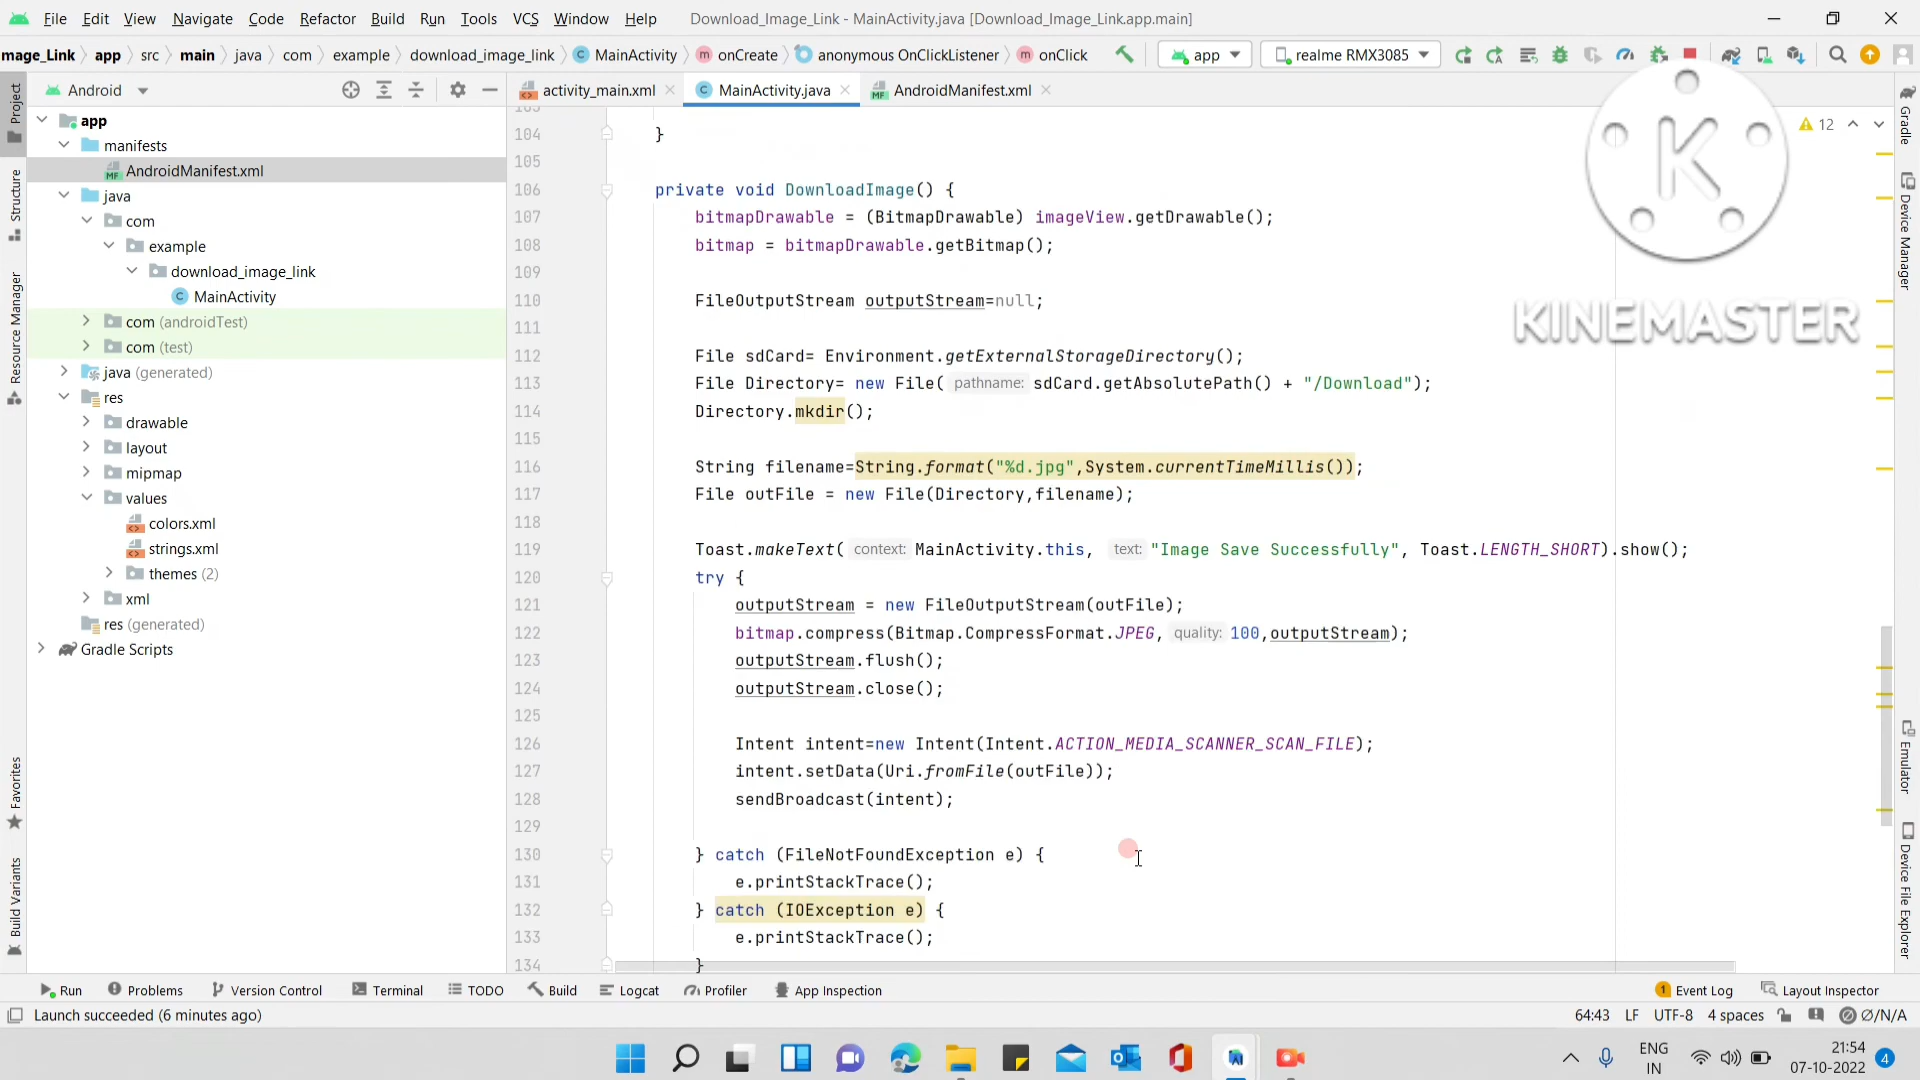 File Edit View Navigate Code Refactor Build Run Tools VCS Window Help Download_Image_Link - MainActivity.java [Download_Image_Link.app.main]
mage_Link app src main java com example download_image_link MainActivity onCreate anonymous OnClickListener onClick app realme RMX3085
Android activity_main.xml MainActivity.java AndroidManifest.xml
Project
Structure
Resource Manager
Favorites
Build Variants
app
manifests
AndroidManifest.xml
java
com
example
download_image_link
MainActivity
com (androidTest)
com (test)
java (generated)
res
drawable
layout
mipmap
values
colors.xml
strings.xml
themes (2)
xml
res (generated)
Gradle Scripts
104 }
105
106 private void DownloadImage() {
107 bitmapDrawable = (BitmapDrawable) imageView.getDrawable();
108 bitmap = bitmapDrawable.getBitmap();
109
110 FileOutputStream outputStream=null;
111
112 File sdCard= Environment.getExternalStorageDirectory();
113 File Directory= new File( pathname: sdCard.getAbsolutePath() + "/Download");
114 Directory.mkdir();
115
116 String filename=String.format("%d.jpg",System.currentTimeMillis());
117 File outFile = new File(Directory,filename);
118
119 Toast.makeText( context: MainActivity.this, text: "Image Save Successfully", Toast.LENGTH_SHORT).show();
120 try {
121 outputStream = new FileOutputStream(outFile);
122 bitmap.compress(Bitmap.CompressFormat.JPEG, quality: 100,outputStream);
123 outputStream.flush();
124 outputStream.close();
125
126 Intent intent=new Intent(Intent.ACTION_MEDIA_SCANNER_SCAN_FILE);
127 intent.setData(Uri.fromFile(outFile));
128 sendBroadcast(intent);
129
130 } catch (FileNotFoundException e) {
131 e.printStackTrace();
132 } catch (IOException e) {
133 e.printStackTrace();
134 }
12
K
KINEMASTER
Gradle
Device Manager
Emulator
Device File Explorer
Run Problems Version Control Terminal TODO Build Logcat Profiler App Inspection 1 Event Log Layout Inspector
Launch succeeded (6 minutes ago) 64:43 LF UTF-8 4 spaces Ø/N/A
ENG
IN
21:54
07-10-2022
4